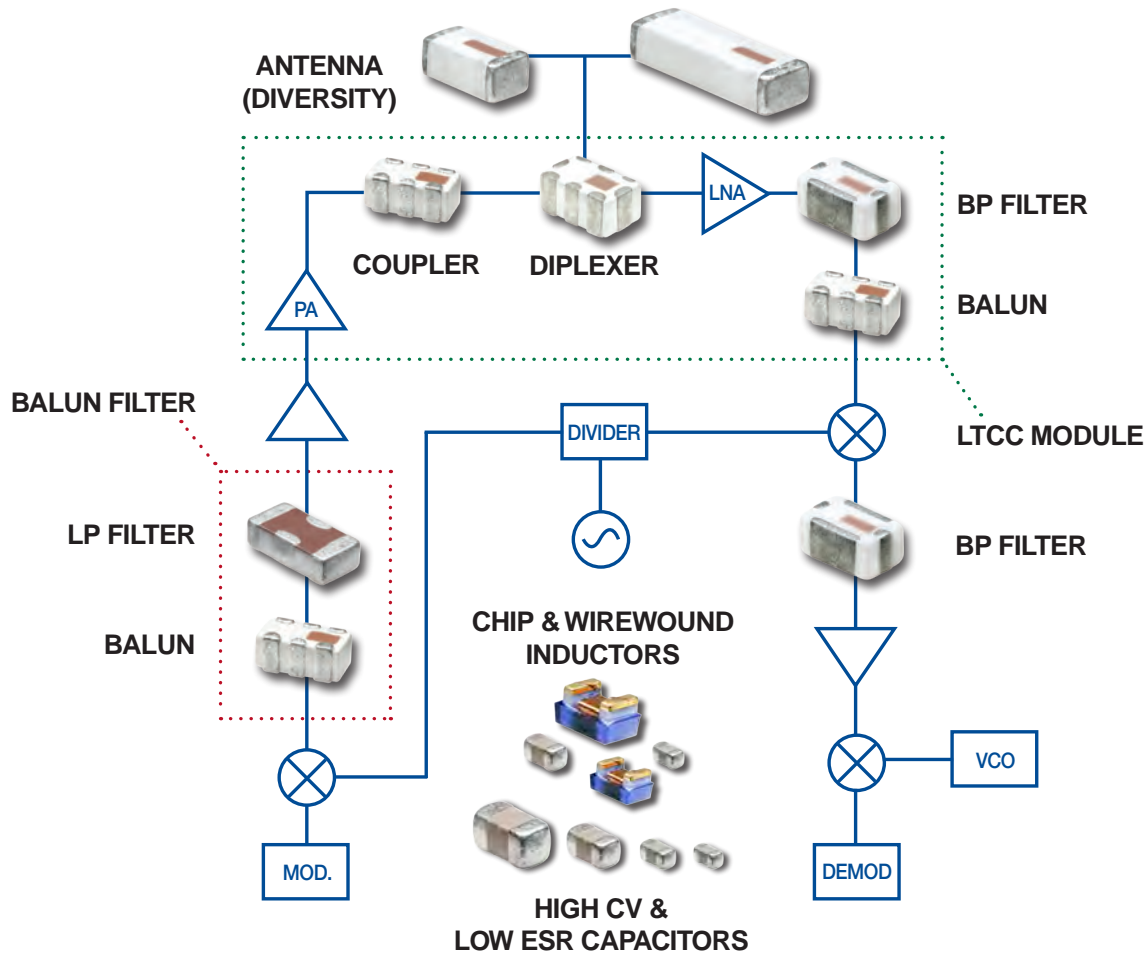 ANTENNA
(DIVERSITY)
LNA
BP FILTER
COUPLER
DIPLEXER
PA
BALUN
BALUN FILTER
DIVIDER
LTCC MODULE
LP FILTER
BP FILTER
CHIP & WIREWOUND
INDUCTORS
BALUN
VCO
MOD.
DEMOD
HIGH CV &
LOW ESR CAPACITORS